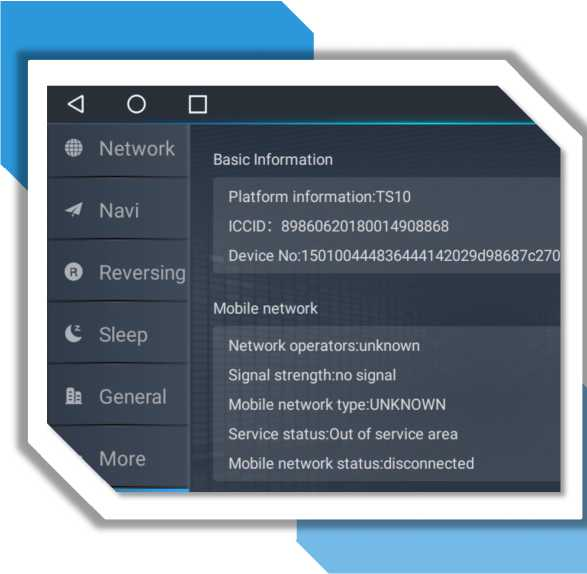 Network
Navi
Reversing
Sleep
General
More
Basic Information
Platform information:TS10
ICCID: 89860620180014908868
Device No:150100444836444142029d98687c270
Mobile network
Network operators:unknown
Signal strength:no signal
Mobile network type:UNKNOWN
Service status:Out of service area
Mobile network status:disconnected